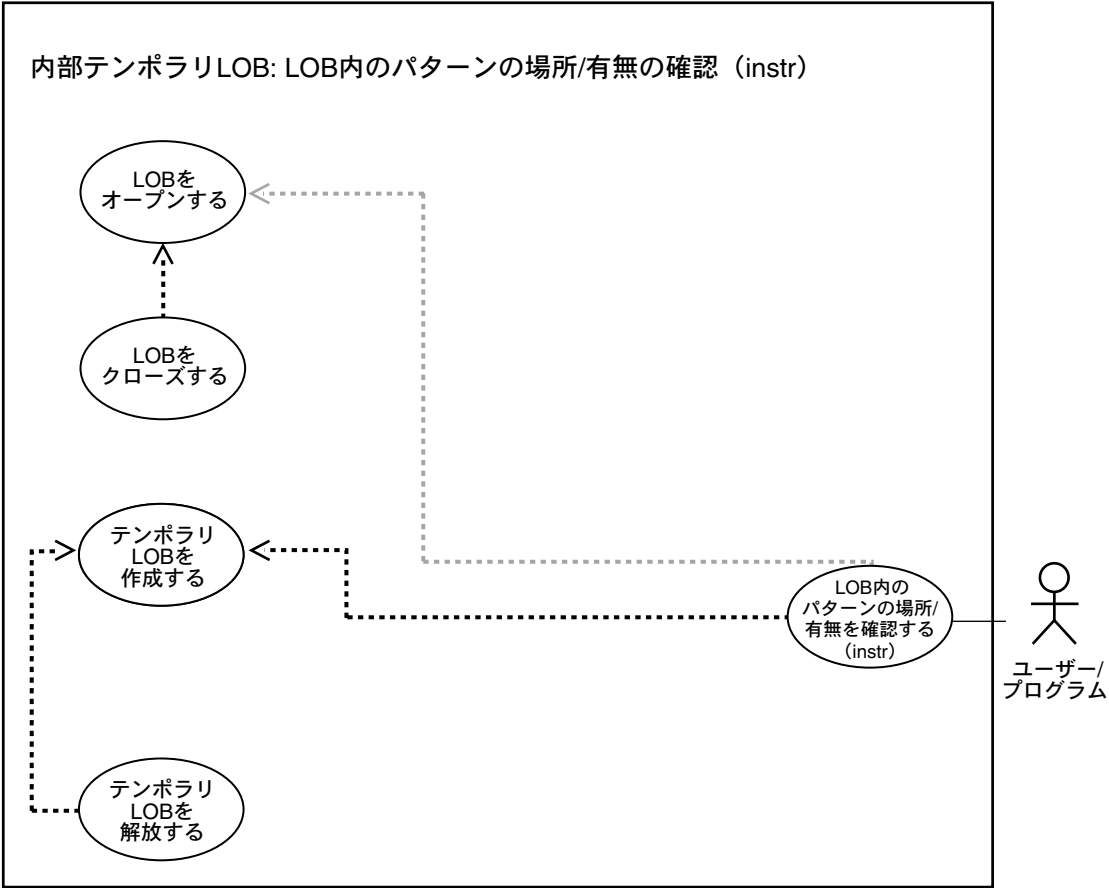 内部テンポラリLOB: LOB内のパターンの場所/有無の確認（instr）
LOBを
オープンする
LOBを
クローズする
テンポラリ
LOBを
作成する
LOB内の
パターンの場所/
有無を確認する
（instr）
ユーザー/
プログラム
テンポラリ
LOBを
解放する